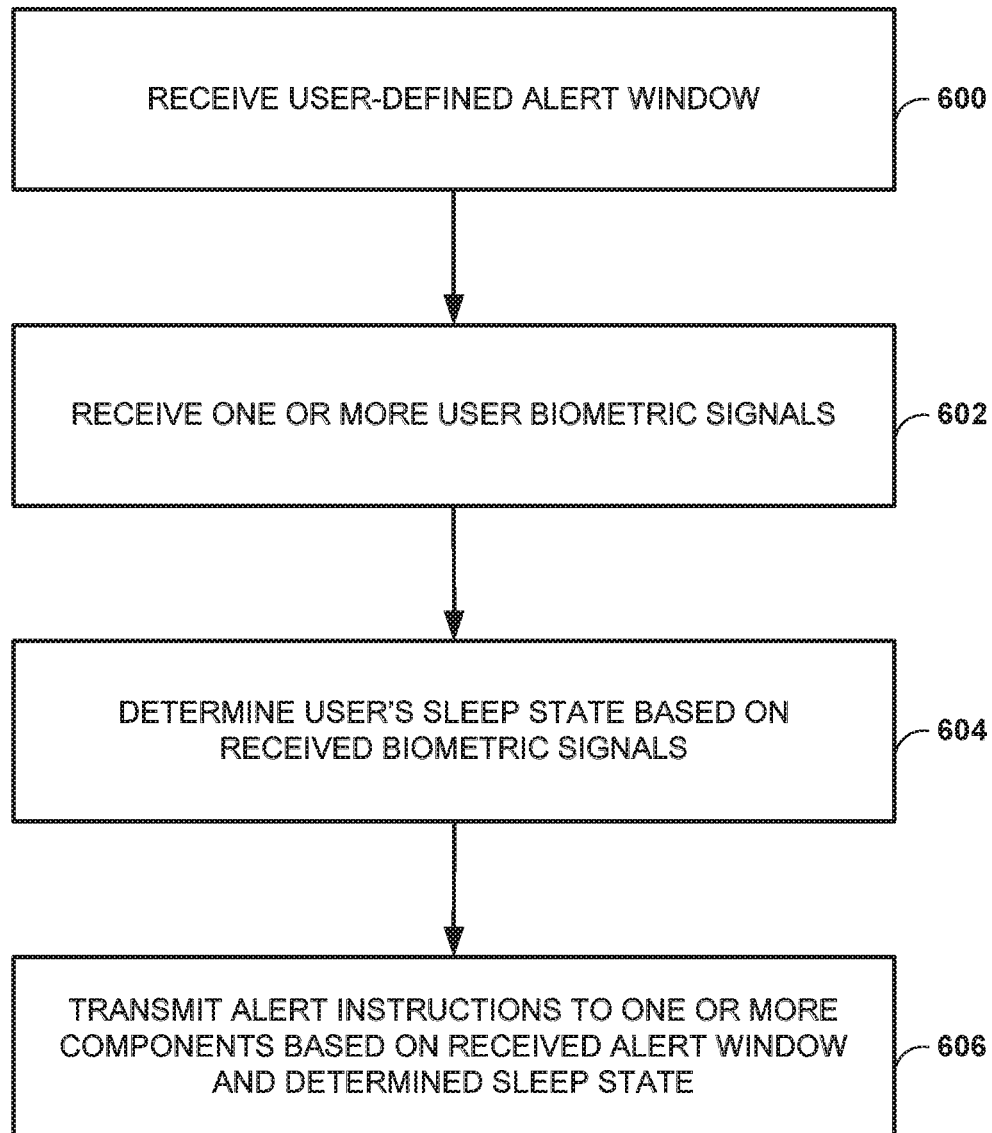 RECEIVE USER-DEFINED ALERT WINDOW
600
RECEIVE ONE OR MORE USER BIOMETRIC SIGNALS
602
DETERMINE USER'S SLEEP STATE BASED ON
RECEIVED BIOMETRIC SIGNALS
604
TRANSMIT ALERT INSTRUCTIONS TO ONE OR MORE
COMPONENTS BASED ON RECEIVED ALERT WINDOW
AND DETERMINED SLEEP STATE
606